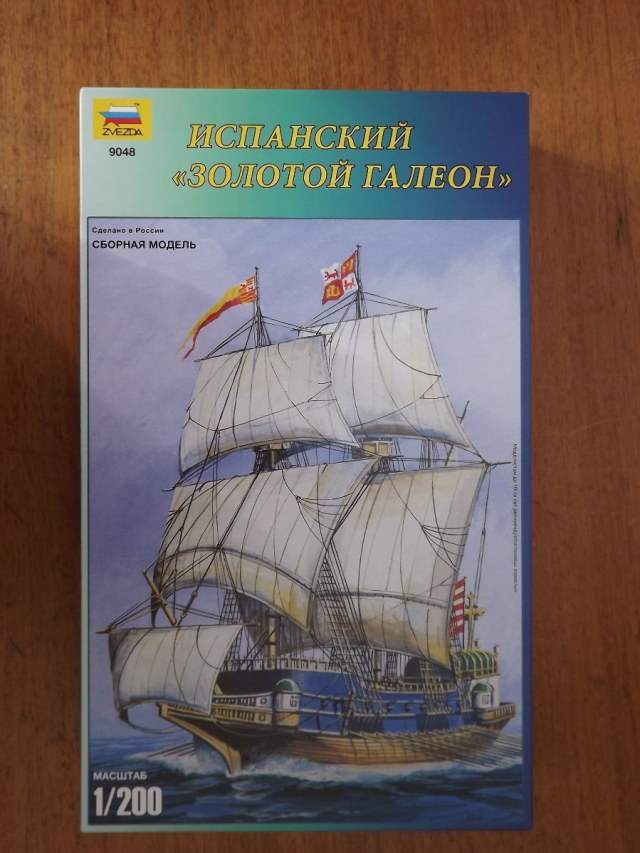 ZVEZDA
9048
ИСПАНСКИЙ
«ЗОЛОТОЙ ГАЛЕОН»
Сделано в России
СБОРНАЯ МОДЕЛЬ
МАСШТАБ
1/200